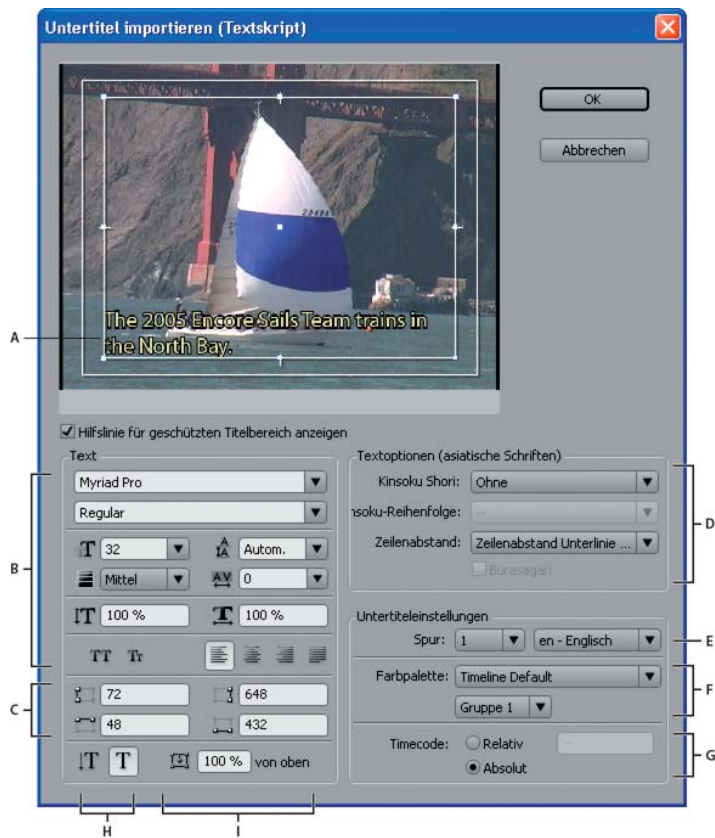 Untertitel importieren (Textskript)
OK
Abbrechen
20484
The 2005 Encore Sails Team trains in
the North Bay.
A
Hilfslinie für geschützten Titelbereich anzeigen
Text
Myriad Pro
Regular
32
Autom.
Mittel
0
100 %
100 %
TT Tr
72
648
48
432
T T
100 % von oben
B
C
H
I
Textoptionen (asiatische Schriften)
Kinsoku Shori: Ohne
nsoku-Reihenfolge: --
Zeilenabstand: Zeilenabstand Unterlinie ...
Burasagari
D
Untertiteleinstellungen
Spur: 1 en - Englisch
E
Farbpalette: Timeline Default
Gruppe 1
F
Timecode: Relativ --
Absolut
G